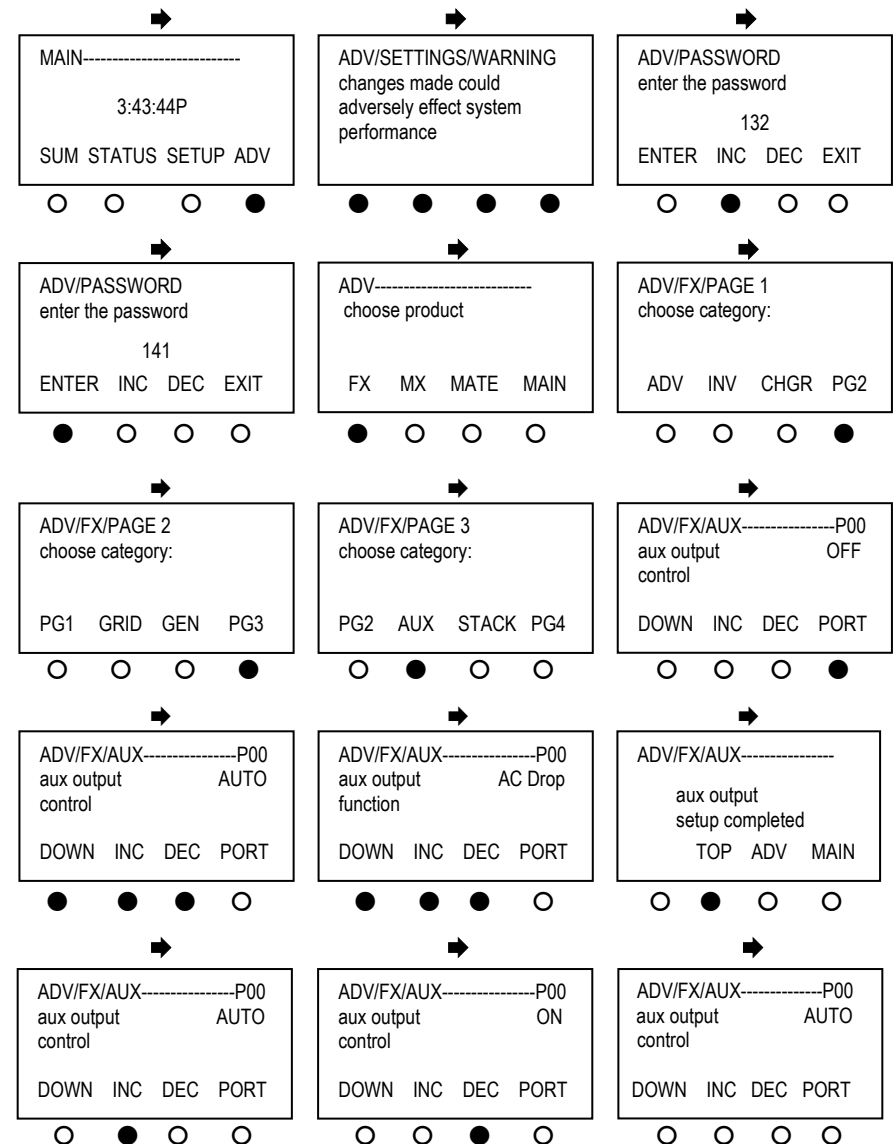 MAIN---------------------------
3:43:44P
SUM STATUS SETUP ADV
ADV/SETTINGS/WARNING
changes made could
adversely effect system
performance
ADV/PASSWORD
enter the password
132
ENTER INC DEC EXIT
ADV/PASSWORD
enter the password
141
ENTER INC DEC EXIT
ADV---------------------------
choose product
FX MX MATE MAIN
ADV/FX/PAGE 1
choose category:
ADV INV CHGR PG2
ADV/FX/PAGE 2
choose category:
PG1 GRID GEN PG3
ADV/FX/PAGE 3
choose category:
PG2 AUX STACK PG4
ADV/FX/AUX----------------P00
aux output OFF
control
DOWN INC DEC PORT
ADV/FX/AUX----------------P00
aux output AUTO
control
DOWN INC DEC PORT
ADV/FX/AUX----------------P00
aux output AC Drop
function
DOWN INC DEC PORT
ADV/FX/AUX----------------
aux output
setup completed
TOP ADV MAIN
ADV/FX/AUX----------------P00
aux output AUTO
control
DOWN INC DEC PORT
ADV/FX/AUX----------------P00
aux output ON
control
DOWN INC DEC PORT
ADV/FX/AUX--------------P00
aux output AUTO
control
DOWN INC DEC PORT